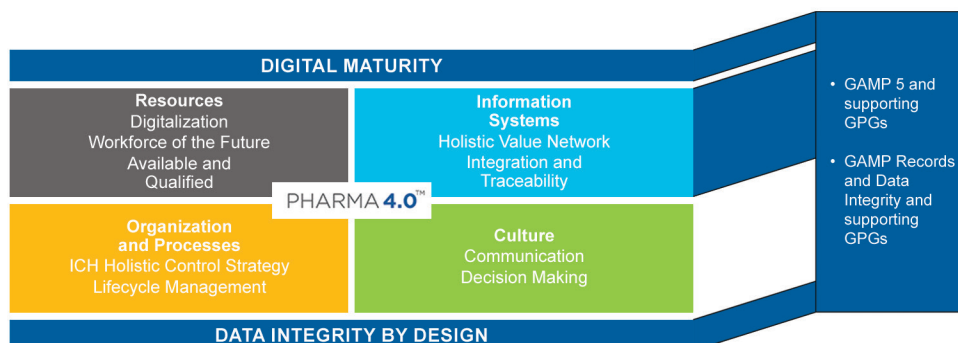 DIGITAL MATURITY
Resources
Digitalization
Workforce of the Future
Available and
Qualified
Information
Systems
Holistic Value Network
Integration and
Traceability
PHARMA 4.0™
Organization
and Processes
ICH Holistic Control Strategy
Lifecycle Management
Culture
Communication
Decision Making
DATA INTEGRITY BY DESIGN
• GAMP 5 and
supporting
GPGs
• GAMP Records
and Data
Integrity and
supporting
GPGs